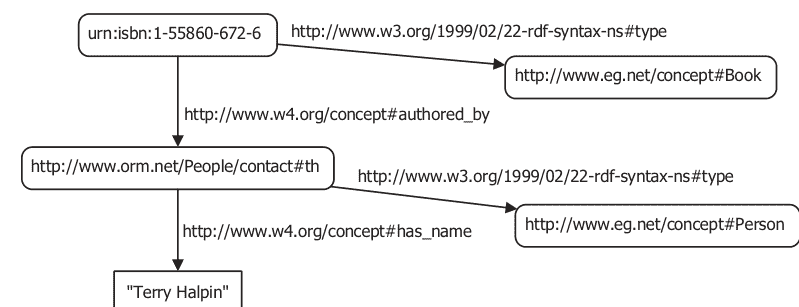 urn:isbn:1-55860-672-6
http://www.w3.org/1999/02/22-rdf-syntax-ns#type
http://www.eg.net/concept#Book
http://www.w4.org/concept#authored_by
http://www.orm.net/People/contact#th
http://www.w3.org/1999/02/22-rdf-syntax-ns#type
http://www.eg.net/concept#Person
http://www.w4.org/concept#has_name
"Terry Halpin"